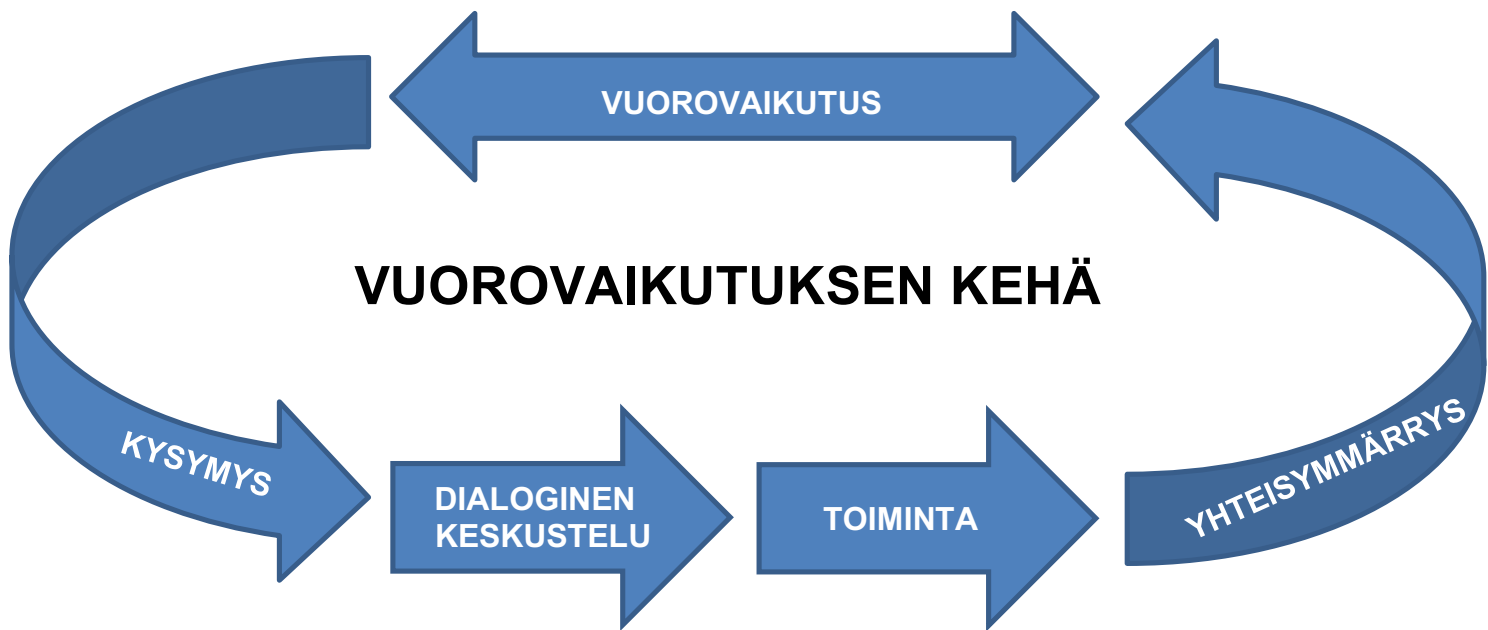 VUOROVAIKUTUS
VUOROVAIKUTUKSEN KEHÄ
KYSYMYS
DIALOGINEN
KESKUSTELU
TOIMINTA
YHTEISYMMÄRRYS